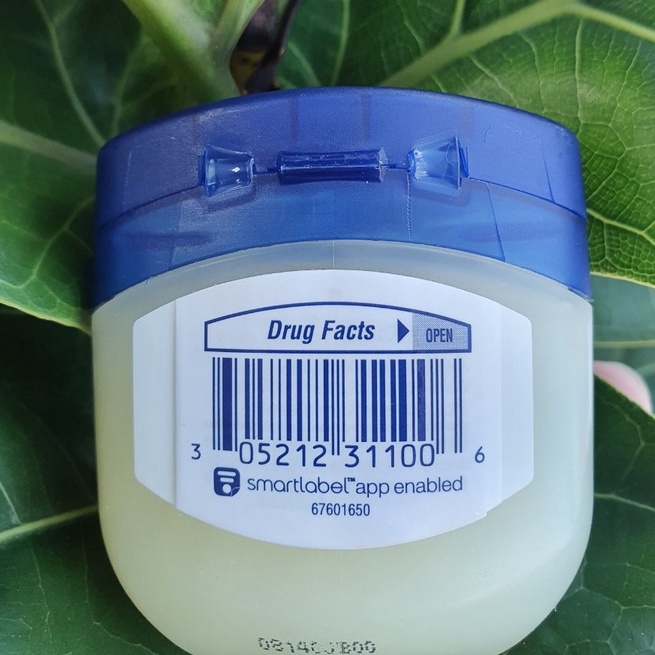 Drug Facts OPEN
3 05212 31100 6
smartlabel™ app enabled
67601650